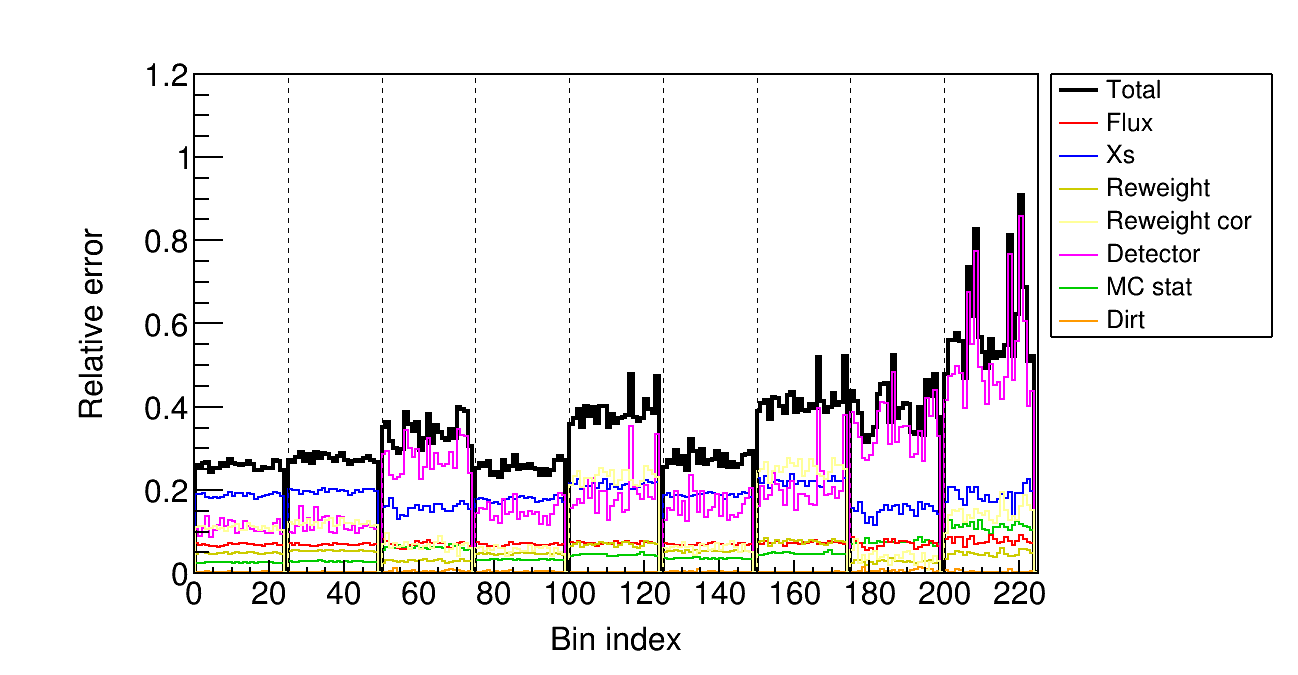 1.2
1
0.8
0.6
0.4
0.2
0
Relative error
0 20 40 60 80 100 120 140 160 180 200 220
Bin index
Total
Flux
Xs
Reweight
Reweight cor
Detector
MC stat
Dirt